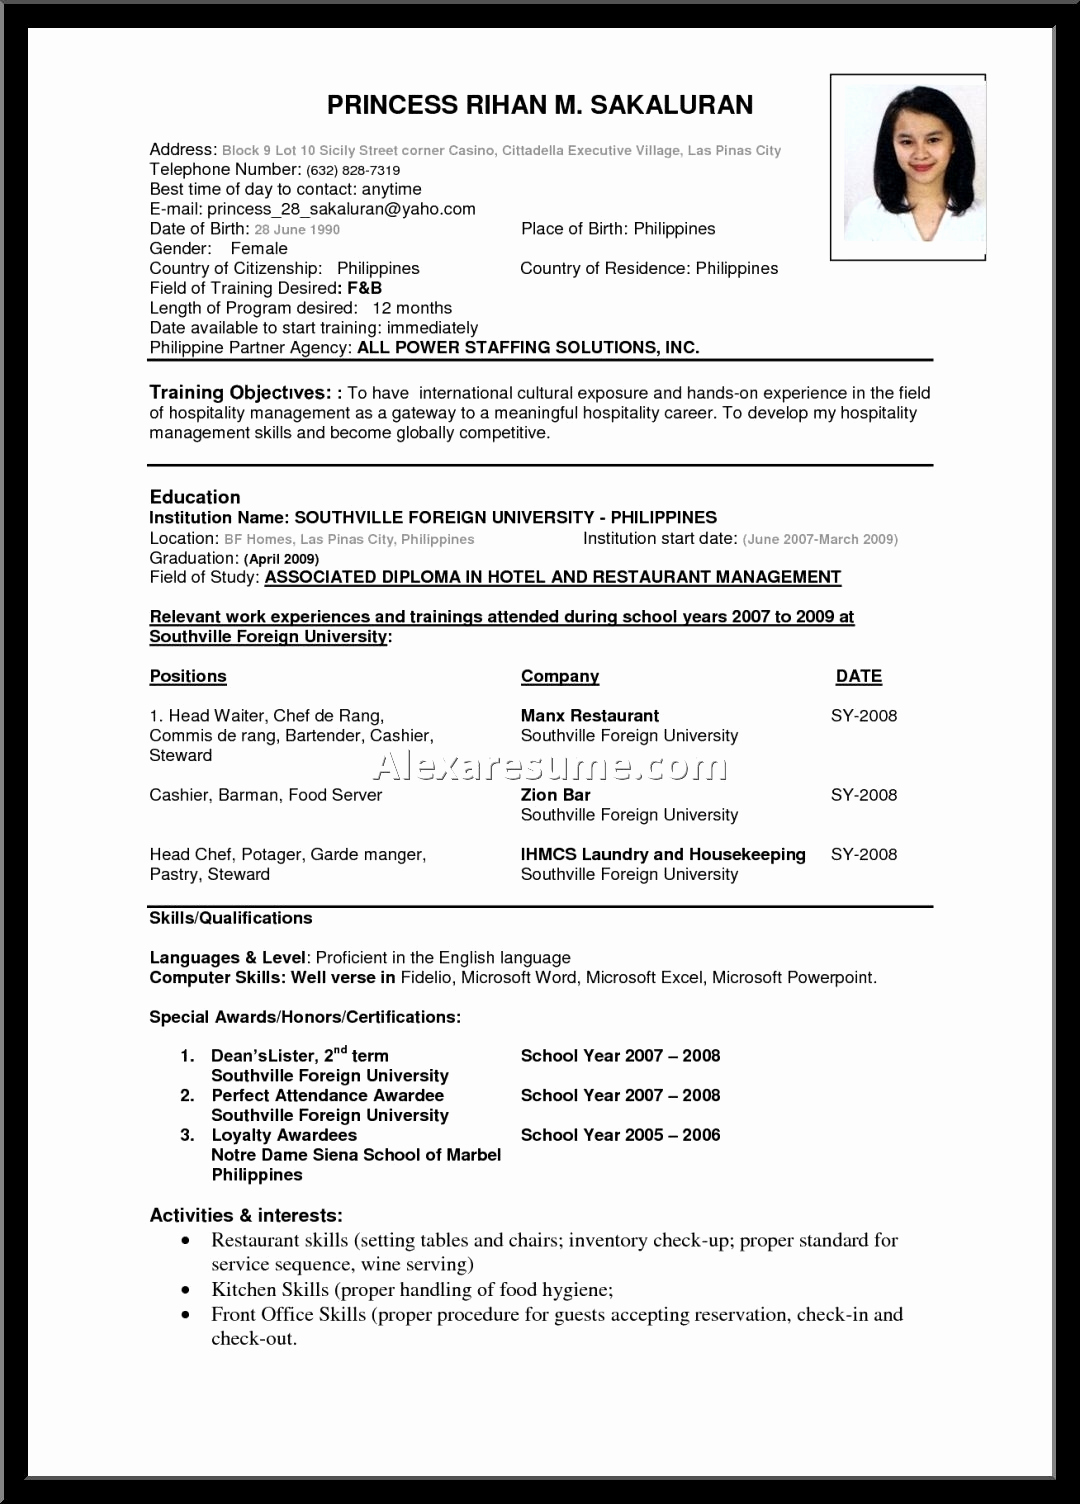 PRINCESS RIHAN M. SAKALURAN
Address: Block 9 Lot 10 Sicily Street corner Casino, Cittadella Executive Village, Las Pinas City
Telephone Number: (632) 828-7319
Best time of day to contact: anytime
E-mail: princess_28_sakaluran@yaho.com
Date of Birth: 28 June 1990 Place of Birth: Philippines
Gender: Female
Country of Citizenship: Philippines Country of Residence: Philippines
Field of Training Desired: F&B
Length of Program desired: 12 months
Date available to start training: immediately
Philippine Partner Agency: ALL POWER STAFFING SOLUTIONS, INC.
Training Objectives: : To have international cultural exposure and hands-on experience in the field
of hospitality management as a gateway to a meaningful hospitality career. To develop my hospitality
management skills and become globally competitive.
Education
Institution Name: SOUTHVILLE FOREIGN UNIVERSITY - PHILIPPINES
Location: BF Homes, Las Pinas City, Philippines Institution start date: (June 2007-March 2009)
Graduation: (April 2009)
Field of Study: ASSOCIATED DIPLOMA IN HOTEL AND RESTAURANT MANAGEMENT
Relevant work experiences and trainings attended during school years 2007 to 2009 at
Southville Foreign University:
Positions Company DATE
1. Head Waiter, Chef de Rang, Manx Restaurant SY-2008
Commis de rang, Bartender, Cashier, Southville Foreign University
Steward
Alexaresume.com
Cashier, Barman, Food Server Zion Bar SY-2008
Southville Foreign University
Head Chef, Potager, Garde manger, IHMCS Laundry and Housekeeping SY-2008
Pastry, Steward Southville Foreign University
Skills/Qualifications
Languages & Level: Proficient in the English language
Computer Skills: Well verse in Fidelio, Microsoft Word, Microsoft Excel, Microsoft Powerpoint.
Special Awards/Honors/Certifications:
1. Dean'sLister, 2nd term School Year 2007 – 2008
Southville Foreign University
2. Perfect Attendance Awardee School Year 2007 – 2008
Southville Foreign University
3. Loyalty Awardees School Year 2005 – 2006
Notre Dame Siena School of Marbel
Philippines
Activities & interests:
• Restaurant skills (setting tables and chairs; inventory check-up; proper standard for
service sequence, wine serving)
• Kitchen Skills (proper handling of food hygiene;
• Front Office Skills (proper procedure for guests accepting reservation, check-in and
check-out.